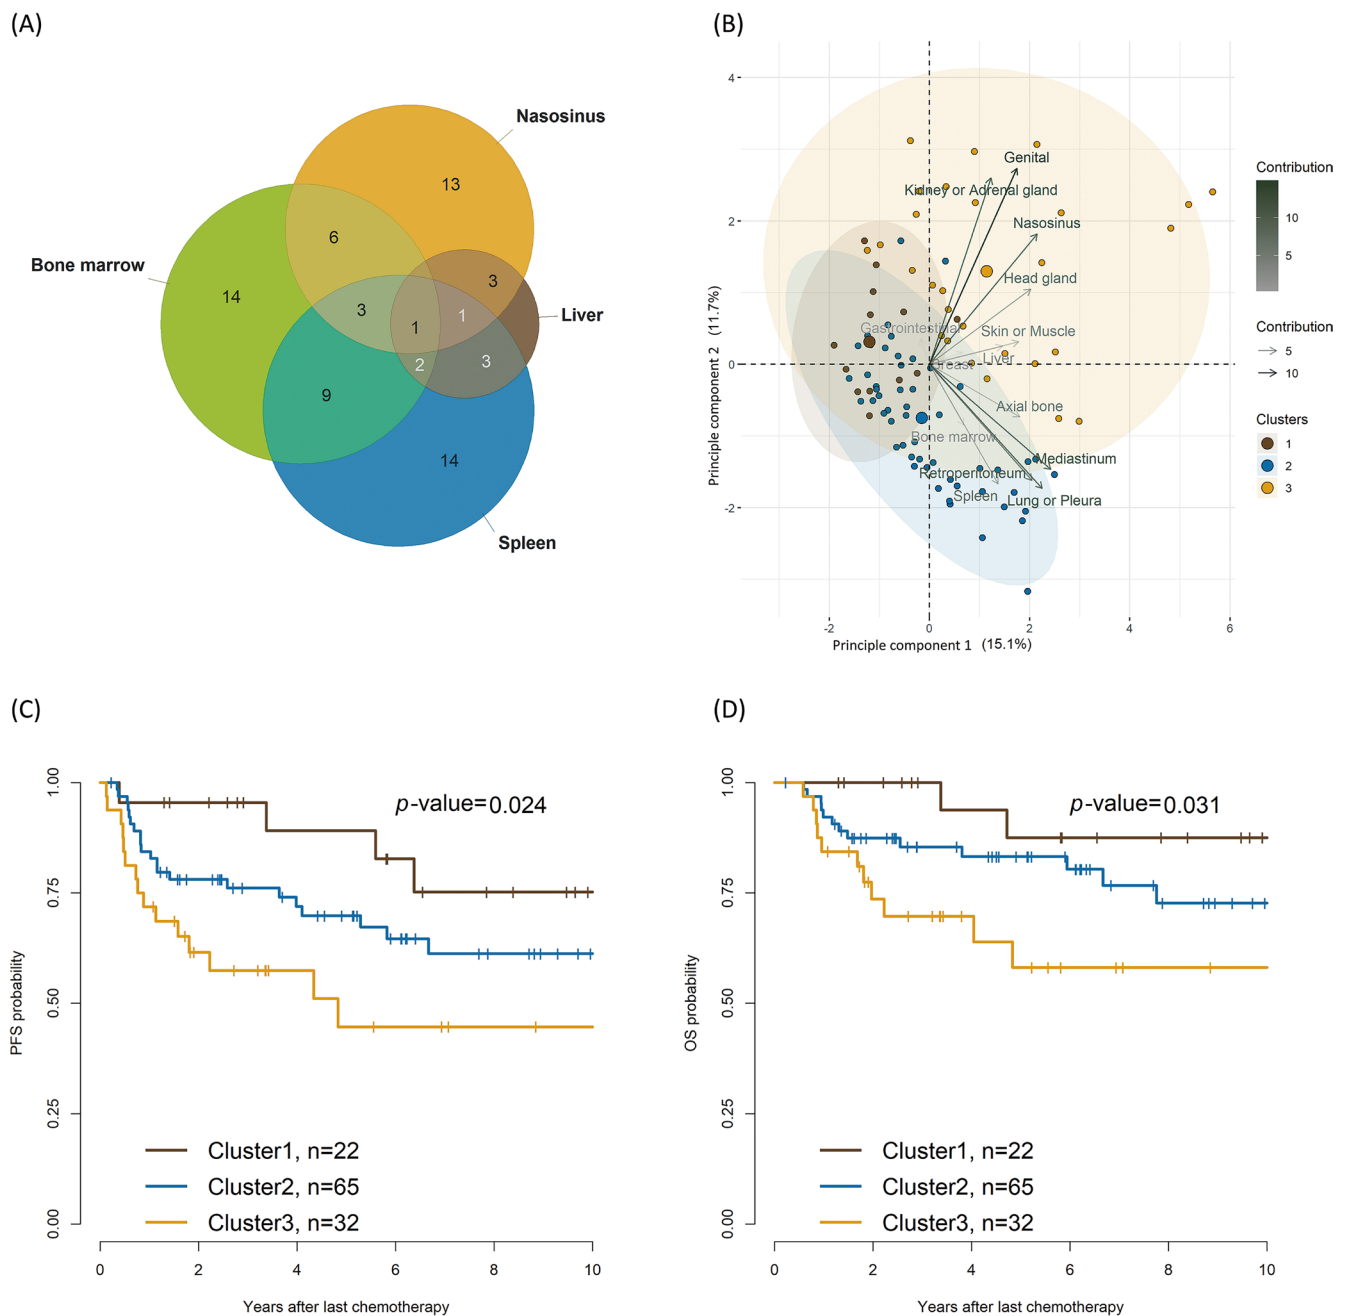 (A)
Nasosinus
13
Bone marrow
6
14
3
3
1
1
Liver
2
3
9
14
Spleen
(B)
4
2
0
-2
Principle component 2 (11.7%)
Genital
Kidney or Adrenal gland
Nasosinus
Head gland
Gastrointestinal
Skin or Muscle
Liver
Breast
Axial bone
Bone marrow
Mediastinum
Retroperitoneum
Spleen
Lung or Pleura
-2 0 2 4 6
Principle component 1 (15.1%)
Contribution
10
5
Contribution
5
10
Clusters
1
2
3
(C)
1.00
0.75
0.50
0.25
0.00
PFS probability
p-value=0.024
Cluster1, n=22
Cluster2, n=65
Cluster3, n=32
0 2 4 6 8 10
Years after last chemotherapy
(D)
1.00
0.75
0.50
0.25
0.00
OS probability
p-value=0.031
Cluster1, n=22
Cluster2, n=65
Cluster3, n=32
0 2 4 6 8 10
Years after last chemotherapy